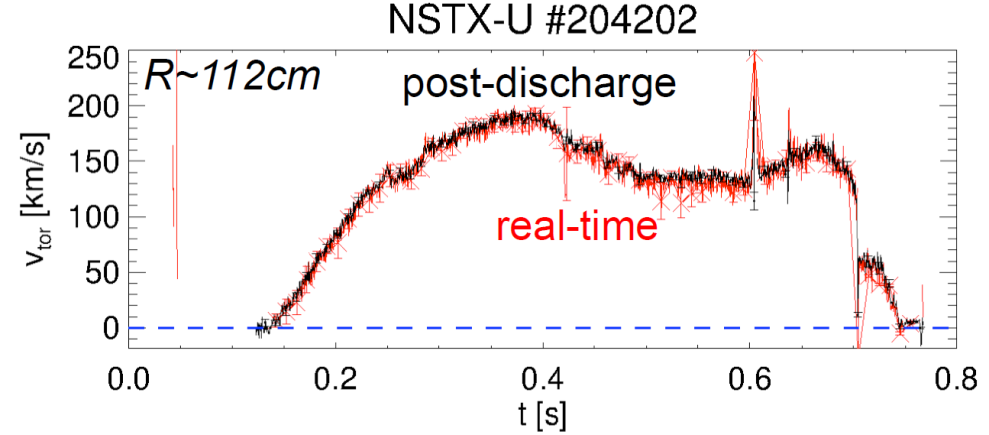 NSTX-U #204202
R~112cm
post-discharge
real-time
v_tor [km/s]
250
200
150
100
50
0
0.0 0.2 0.4 0.6 0.8
t [s]